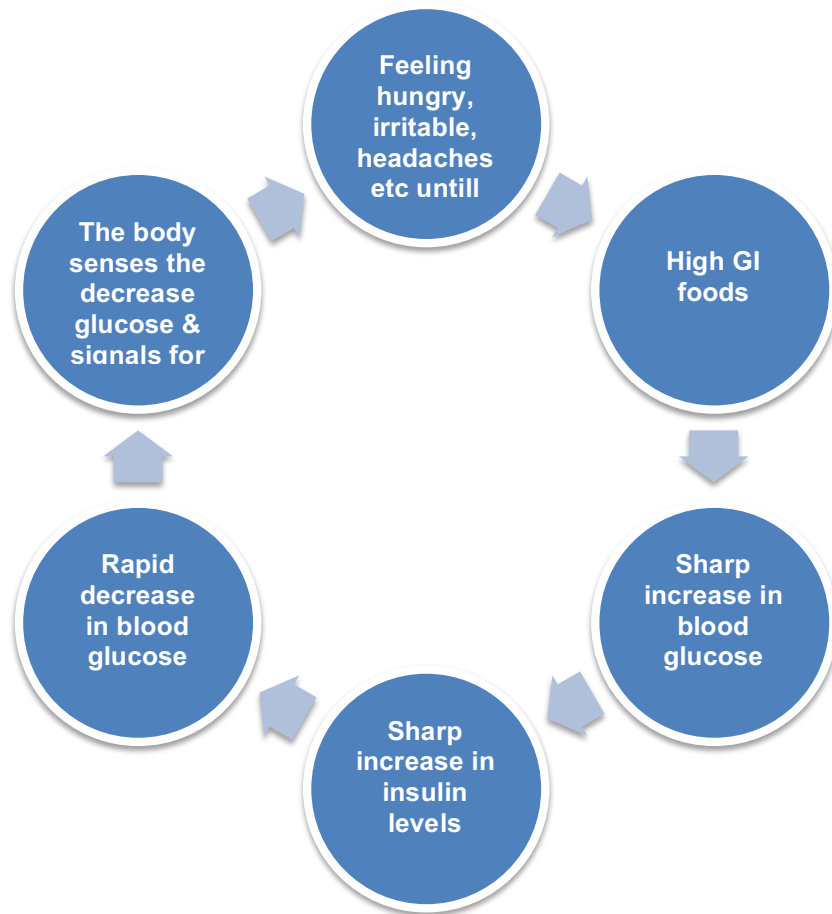 Feeling
hungry,
irritable,
headaches
etc untill
High GI
foods
Sharp
increase in
blood
glucose
Sharp
increase in
insulin
levels
Rapid
decrease
in blood
glucose
The body
senses the
decrease
glucose &
signals for